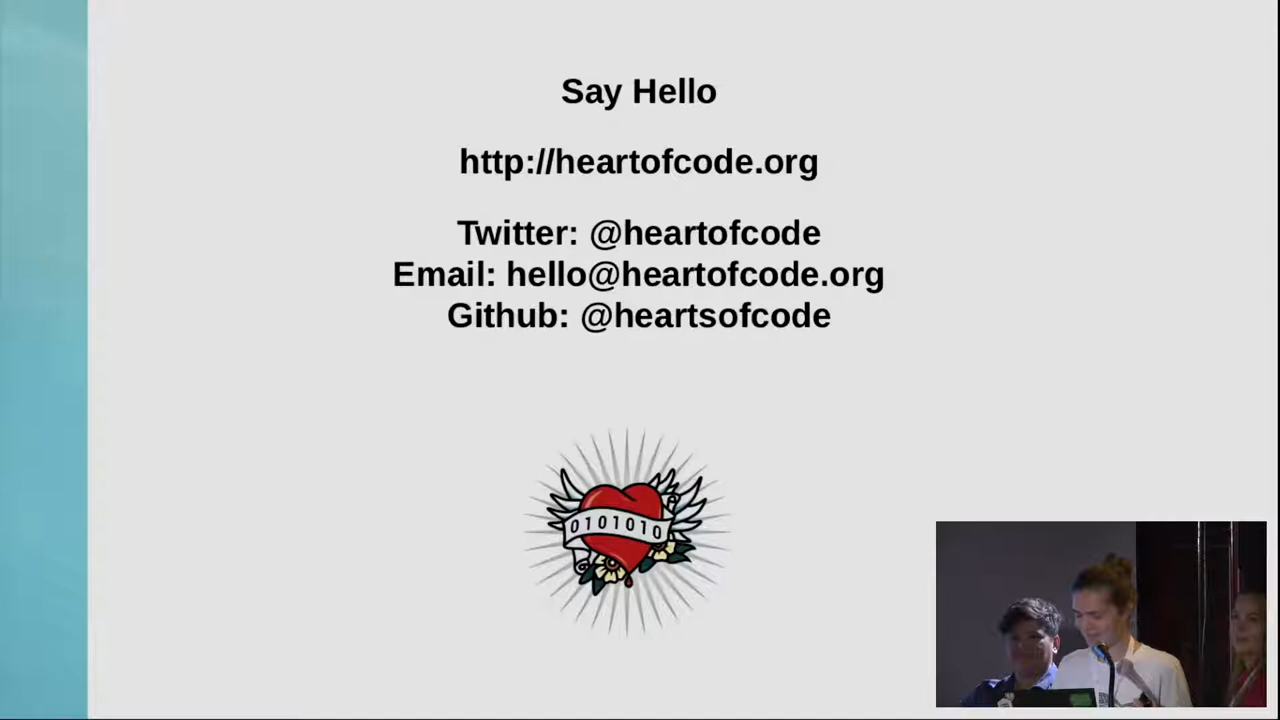 Say Hello
http://heartofcode.org
Twitter: @heartofcode
Email: hello@heartofcode.org
Github: @heartsofcode
0101010